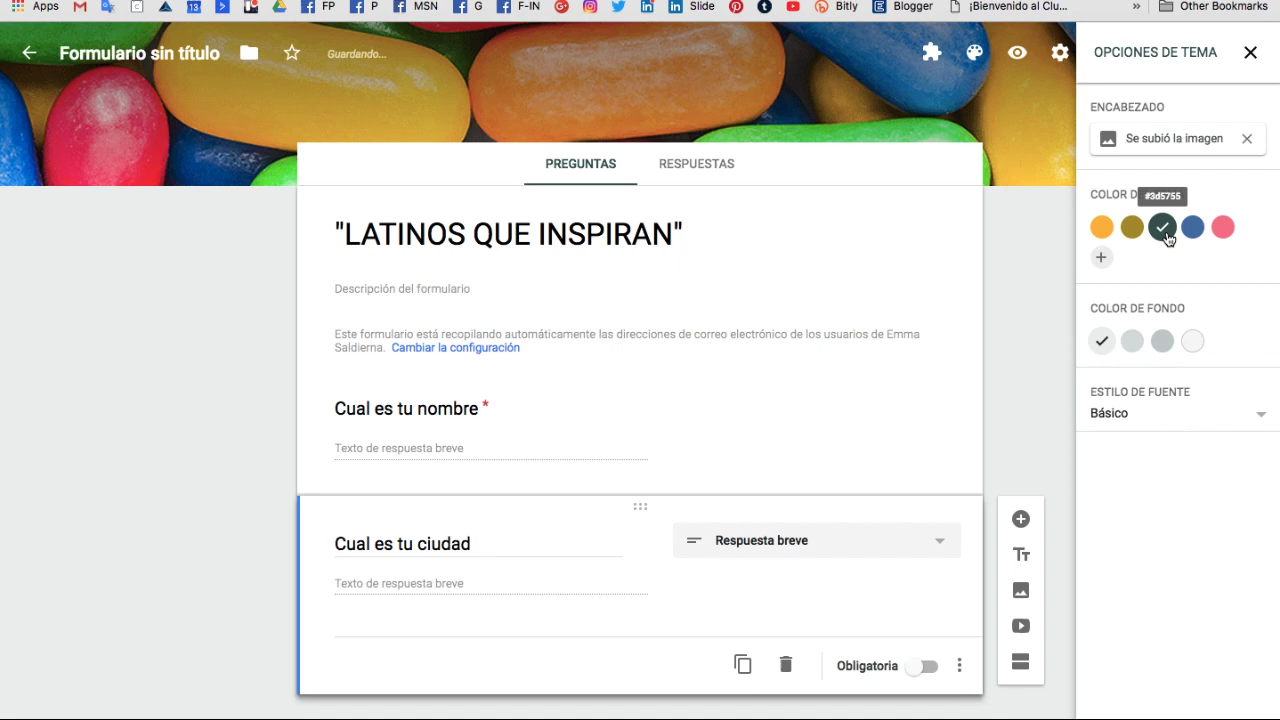 Apps 13 FP P MSN G F-IN Slide Bitly Blogger ¡Bienvenido al Clu... » Other Bookmarks
Formulario sin título Guardando...
OPCIONES DE TEMA
ENCABEZADO
Se subió la imagen
PREGUNTAS RESPUESTAS
COLOR D #3d5755
"LATINOS QUE INSPIRAN"
Descripción del formulario
COLOR DE FONDO
Este formulario está recopilando automáticamente las direcciones de correo electrónico de los usuarios de Emma
Saldierna. Cambiar la configuración
ESTILO DE FUENTE
Básico
Cual es tu nombre *
Texto de respuesta breve
Cual es tu ciudad
Respuesta breve
Texto de respuesta breve
Tт
Obligatoria